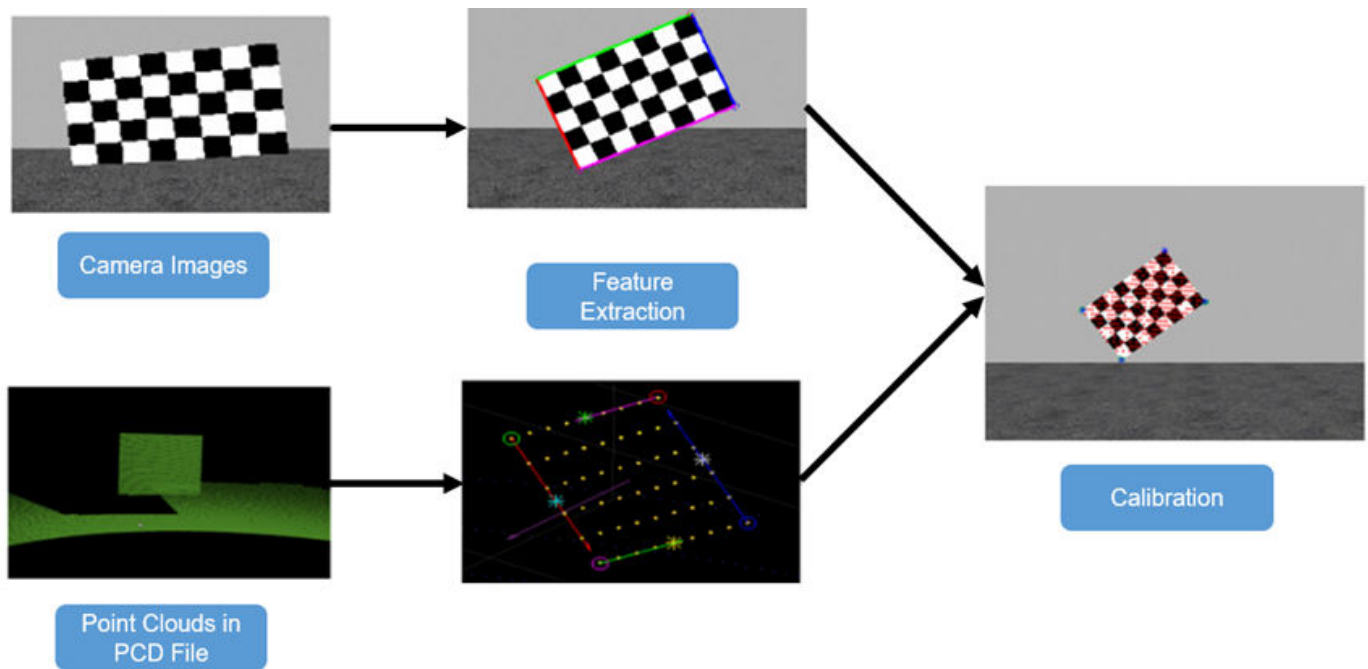 Camera Images
Feature
Extraction
Calibration
Point Clouds in
PCD File